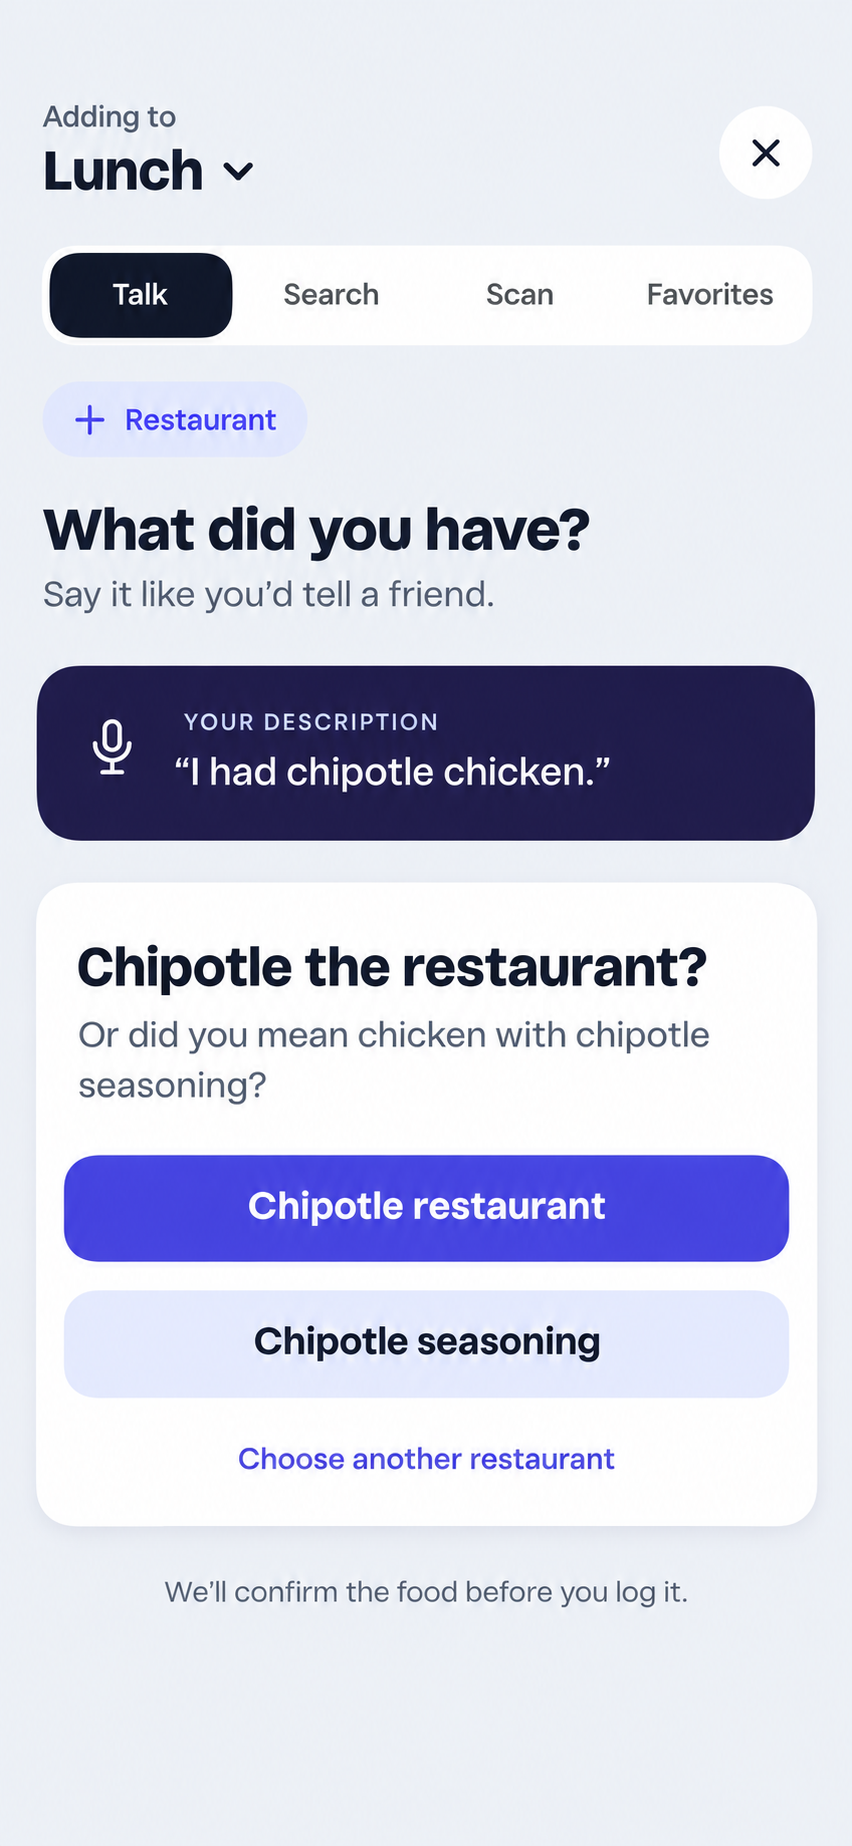 Adding to
Lunch
Talk
Search
Scan
Favorites
Restaurant
What did you have?
Say it like you’d tell a friend.
YOUR DESCRIPTION
“I had chipotle chicken.”
Chipotle the restaurant?
Or did you mean chicken with chipotle
seasoning?
Chipotle restaurant
Chipotle seasoning
Choose another restaurant
We’ll confirm the food before you log it.